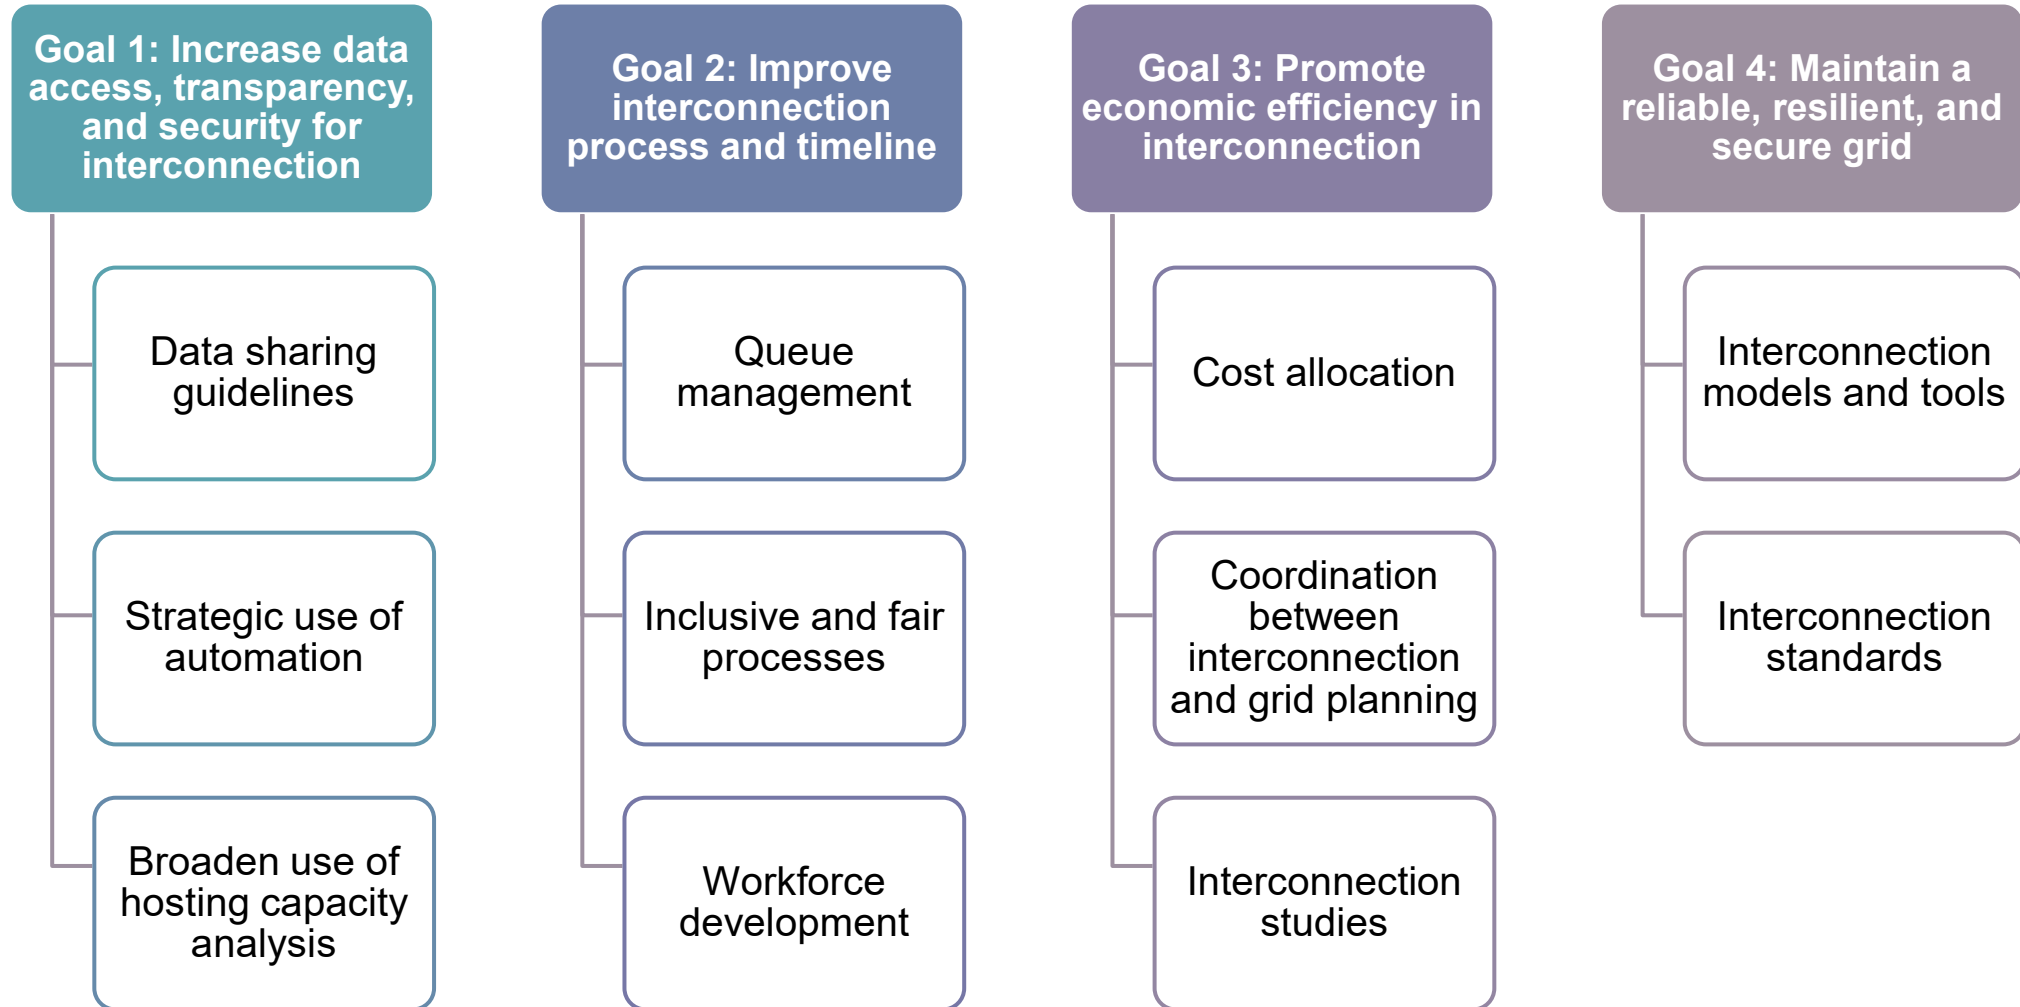 Goal 1: Increase data
access, transparency,
and security for
interconnection
Data sharing
guidelines
Strategic use of
automation
Broaden use of
hosting capacity
analysis
Goal 2: Improve
interconnection
process and timeline
Queue
management
Inclusive and fair
processes
Workforce
development
Goal 3: Promote
economic efficiency in
interconnection
Cost allocation
Coordination
between
interconnection
and grid planning
Interconnection
studies
Goal 4: Maintain a
reliable, resilient, and
secure grid
Interconnection
models and tools
Interconnection
standards